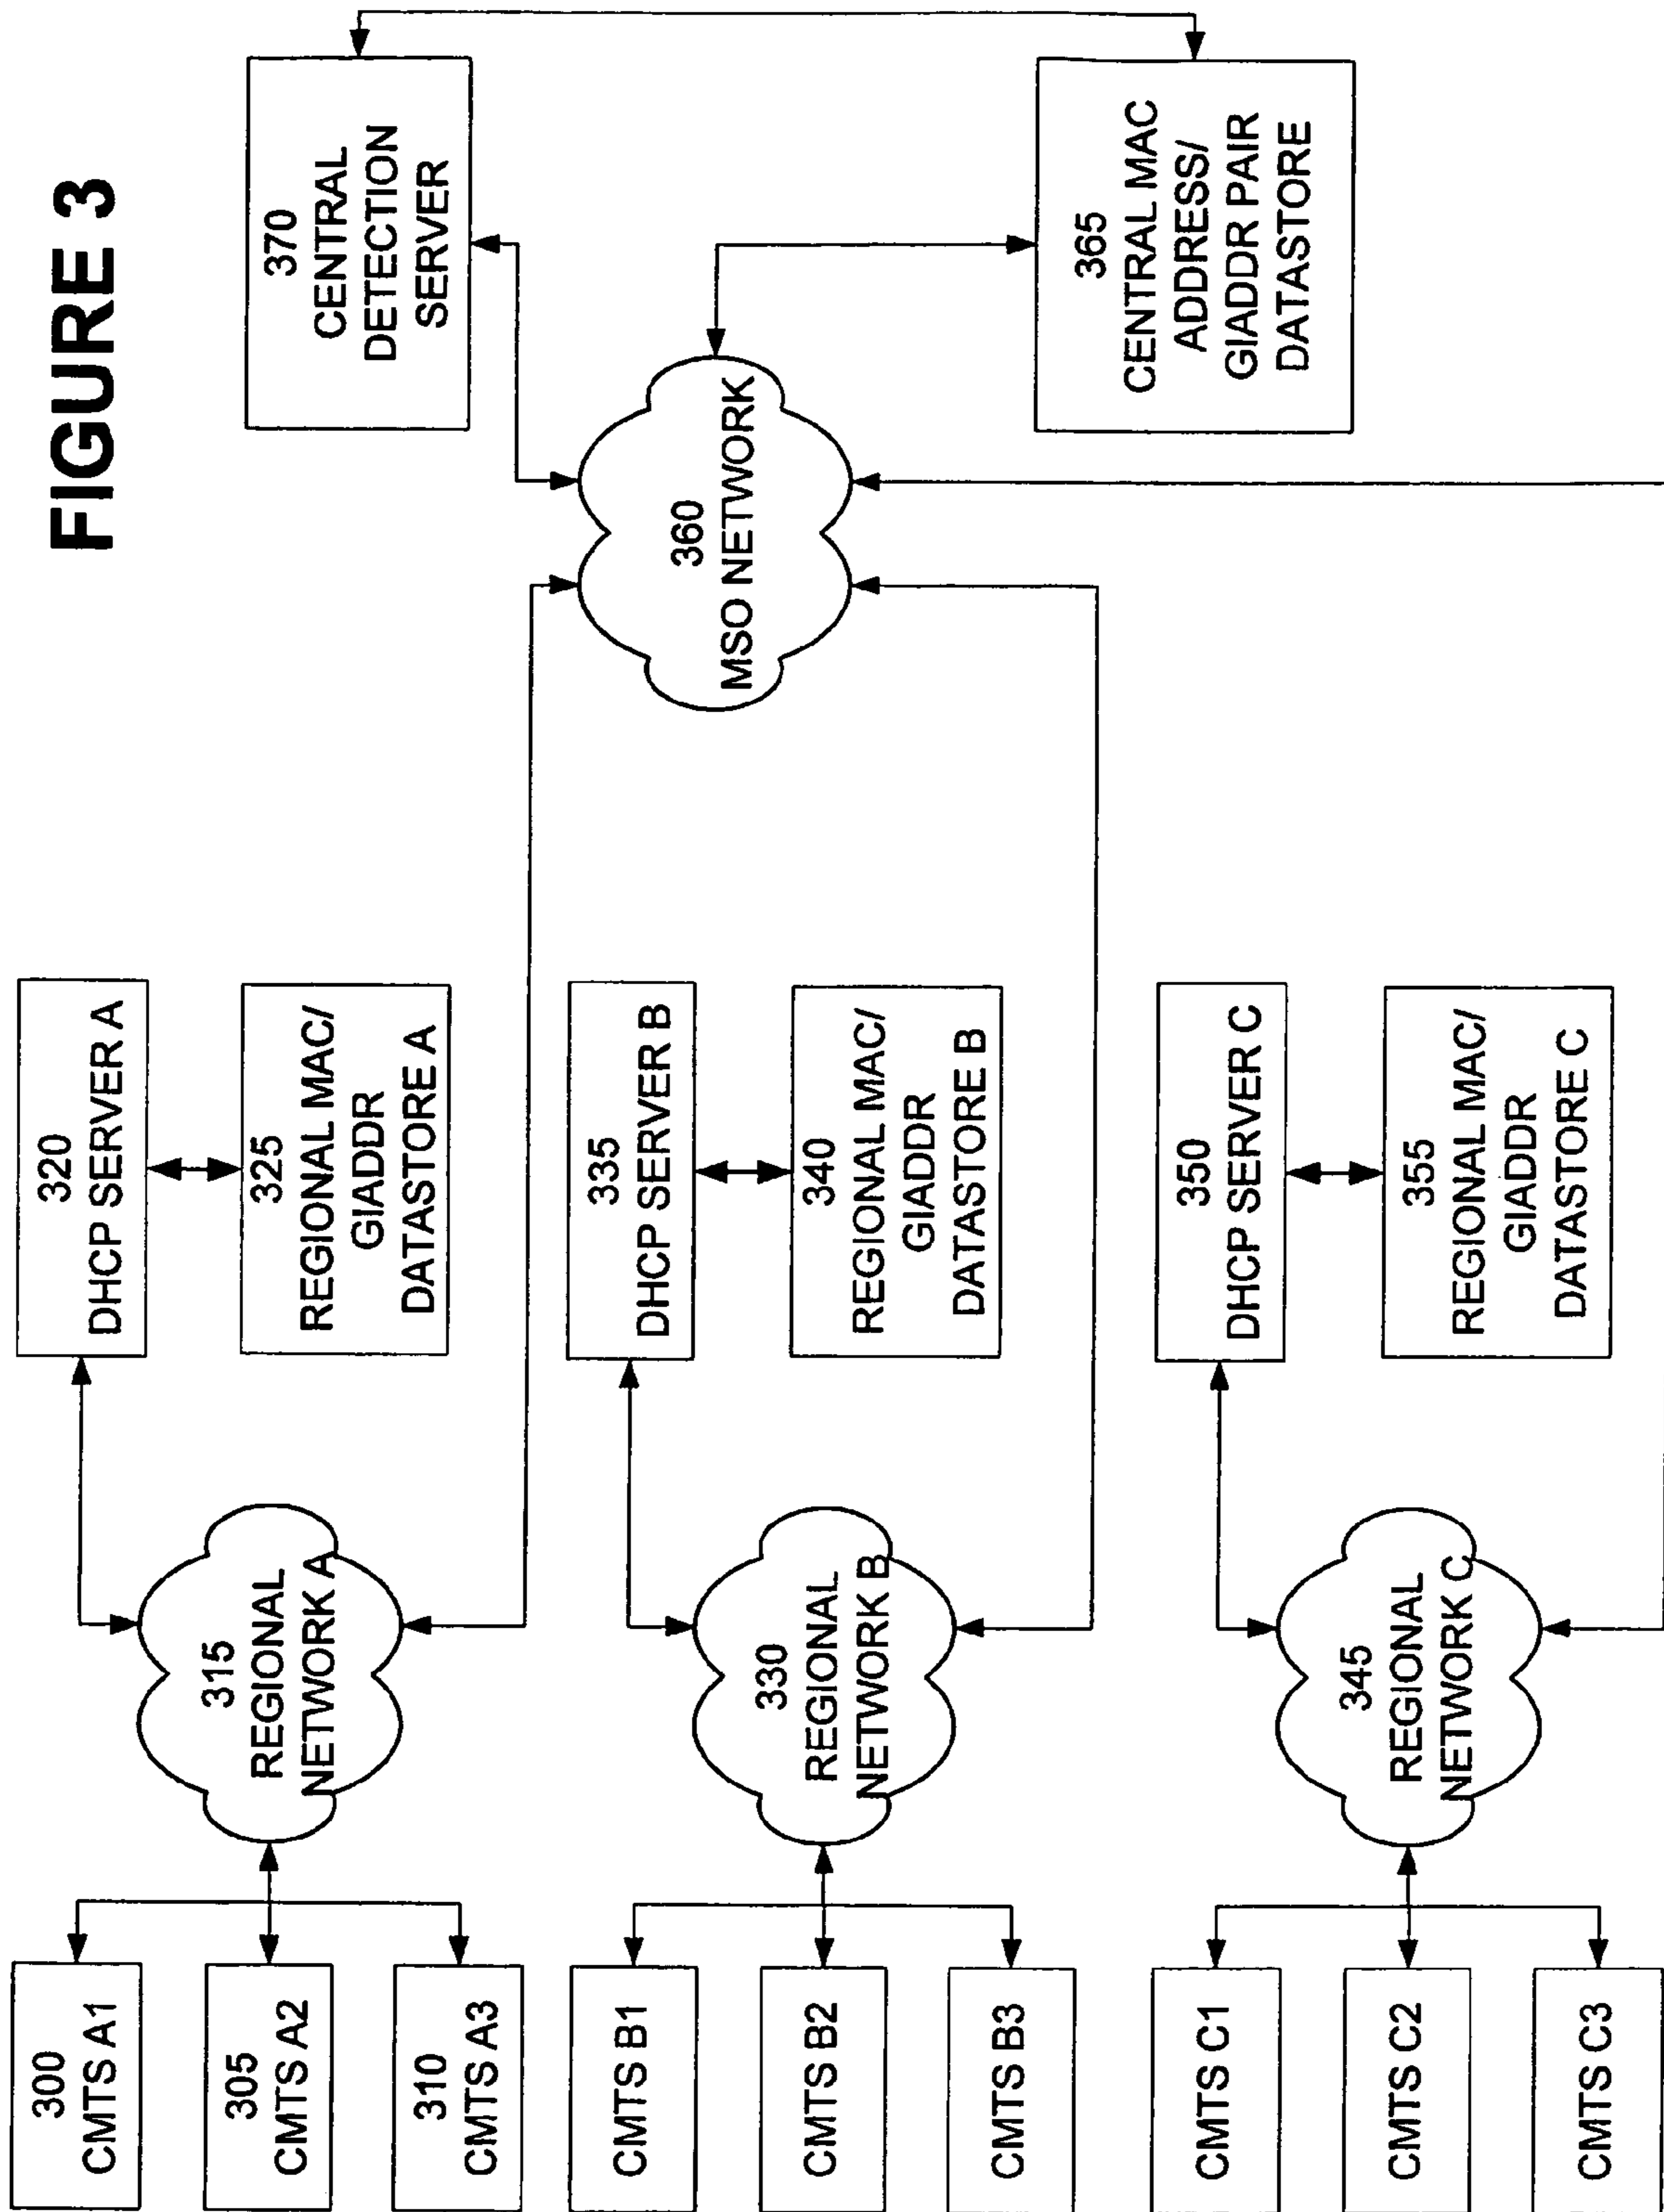 FIGURE 3
300
CMTS A1
305
CMTS A2
310
CMTS A3
315
REGIONAL
NETWORK A
320
DHCP SERVER A
325
REGIONAL MAC/
GIADDR
DATASTORE A
CMTS B1
CMTS B2
CMTS B3
330
REGIONAL
NETWORK B
335
DHCP SERVER B
340
REGIONAL MAC/
GIADDR
DATASTORE B
CMTS C1
CMTS C2
CMTS C3
345
REGIONAL
NETWORK C
350
DHCP SERVER C
355
REGIONAL MAC/
GIADDR
DATASTORE C
360
MSO NETWORK
370
CENTRAL
DETECTION
SERVER
365
CENTRAL MAC
ADDRESS/
GIADDR PAIR
DATASTORE